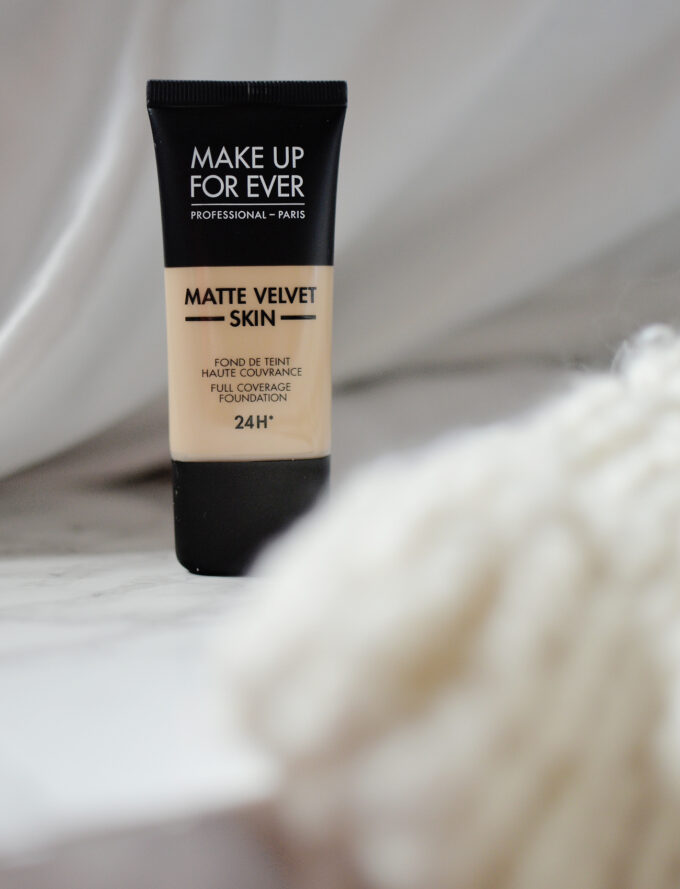 MAKE UP
FOR EVER
PROFESSIONAL – PARIS
MATTE VELVET
SKIN
FOND DE TEINT
HAUTE COUVRANCE
FULL COVERAGE
FOUNDATION
24H*